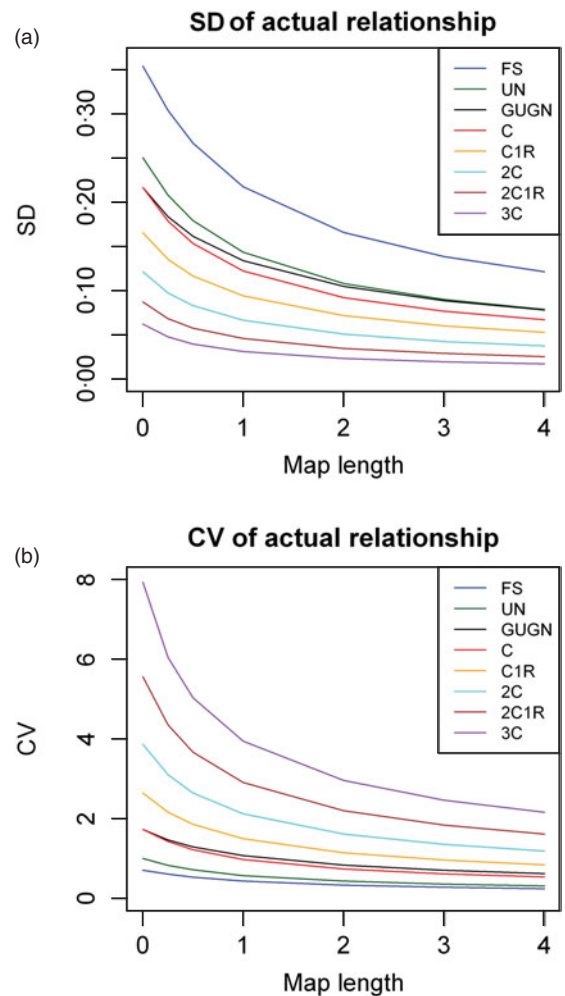 (a)
SD of actual relationship
FS
UN
GUGN
C
C1R
2C
2C1R
3C
SD
0·30
0·20
0·10
0·00
0 1 2 3 4
Map length
(b)
CV of actual relationship
FS
UN
GUGN
C
C1R
2C
2C1R
3C
CV
8
6
4
2
0
0 1 2 3 4
Map length